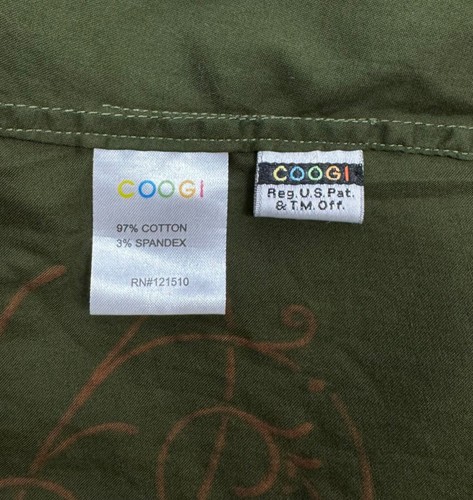 COOGI
97% COTTON
3% SPANDEX
RN#121510
COOGI
Reg.U.S.Pat.
& T.M. Off.